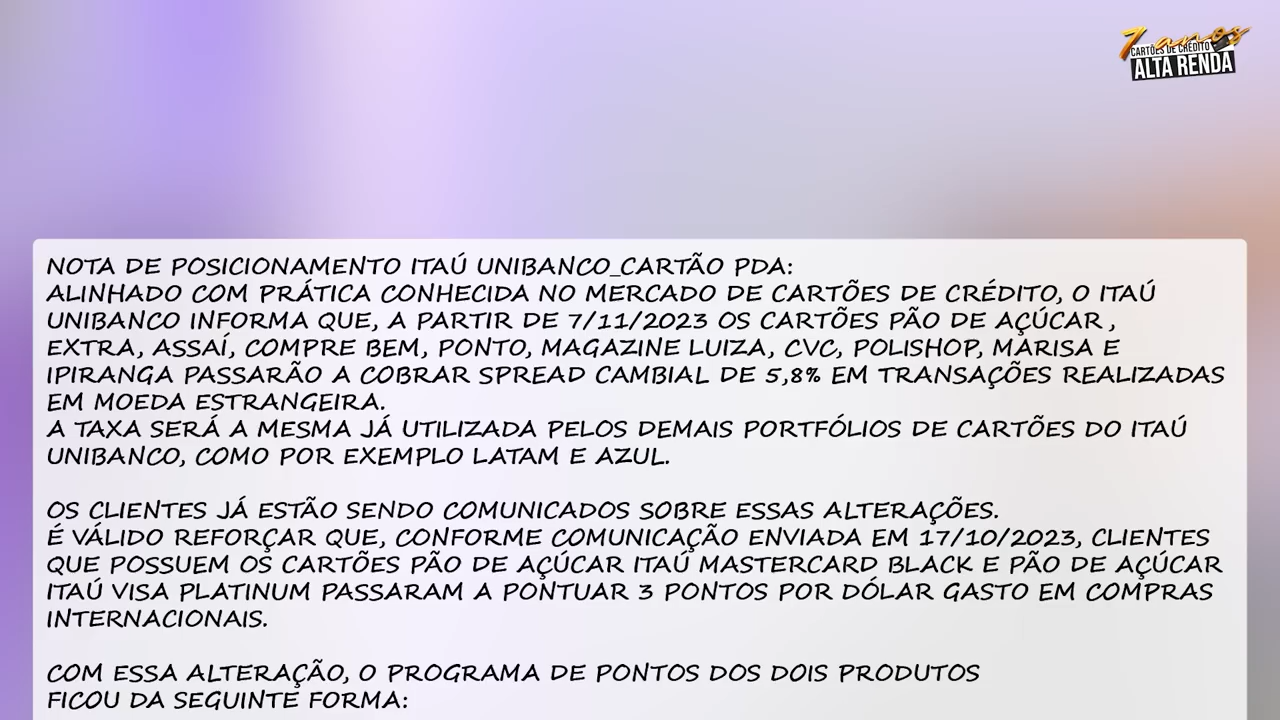 7 anos
CARTÕES DE CRÉDITO
ALTA RENDA
NOTA DE POSICIONAMENTO ITAÚ UNIBANCO_CARTÃO PDA:
ALINHADO COM PRÁTICA CONHECIDA NO MERCADO DE CARTÕES DE CRÉDITO, O ITAÚ
UNIBANCO INFORMA QUE, A PARTIR DE 7/11/2023 OS CARTÕES PÃO DE AÇÚCAR ,
EXTRA, ASSAÍ, COMPRE BEM, PONTO, MAGAZINE LUIZA, CVC, POLISHOP, MARISA E
IPIRANGA PASSARÃO A COBRAR SPREAD CAMBIAL DE 5,8% EM TRANSAÇÕES REALIZADAS
EM MOEDA ESTRANGEIRA.
A TAXA SERÁ A MESMA JÁ UTILIZADA PELOS DEMAIS PORTFÓLIOS DE CARTÕES DO ITAÚ
UNIBANCO, COMO POR EXEMPLO LATAM E AZUL.
OS CLIENTES JÁ ESTÃO SENDO COMUNICADOS SOBRE ESSAS ALTERAÇÕES.
É VÁLIDO REFORÇAR QUE, CONFORME COMUNICAÇÃO ENVIADA EM 17/10/2023, CLIENTES
QUE POSSUEM OS CARTÕES PÃO DE AÇÚCAR ITAÚ MASTERCARD BLACK E PÃO DE AÇÚCAR
ITAÚ VISA PLATINUM PASSARAM A PONTUAR 3 PONTOS POR DÓLAR GASTO EM COMPRAS
INTERNACIONAIS.
COM ESSA ALTERAÇÃO, O PROGRAMA DE PONTOS DOS DOIS PRODUTOS
FICOU DA SEGUINTE FORMA: